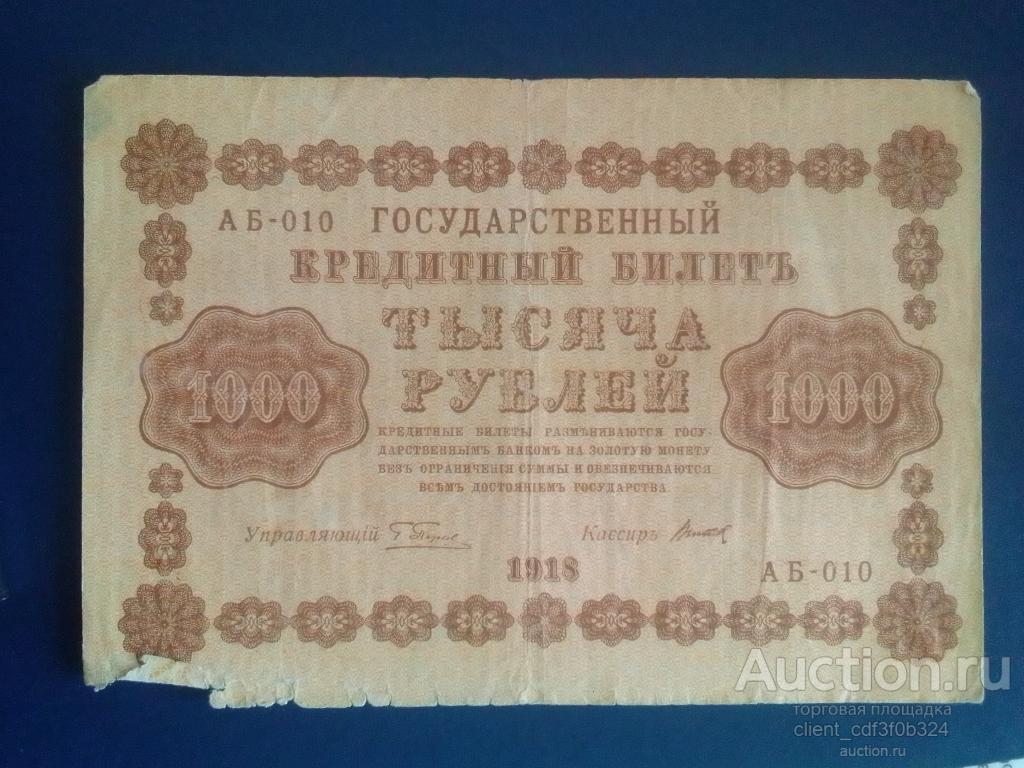 АБ-010 ГОСУДАРСТВЕННЫЙ
КРЕДИТНЫЙ БИЛЕТЪ
ТЫСЯЧА
РУБЛЕЙ
1000 1000
КРЕДИТНЫЕ БИЛЕТЫ РАЗМѢНИВАЮТСЯ ГОСУ-
ДАРСТВЕННЫМЪ БАНКОМЪ НА ЗОЛОТУЮ МОНЕТУ
БЕЗЪ ОГРАНИЧЕНІЯ СУММЫ И ОБЕЗПЕЧИВАЮТСЯ
ВСѢМЪ ДОСТОЯНІЕМЪ ГОСУДАРСТВА.
Управляющій Кассиръ
1918
АБ-010
Auction.ru
торговая площадка
client_cdf3f0b324
auction.ru